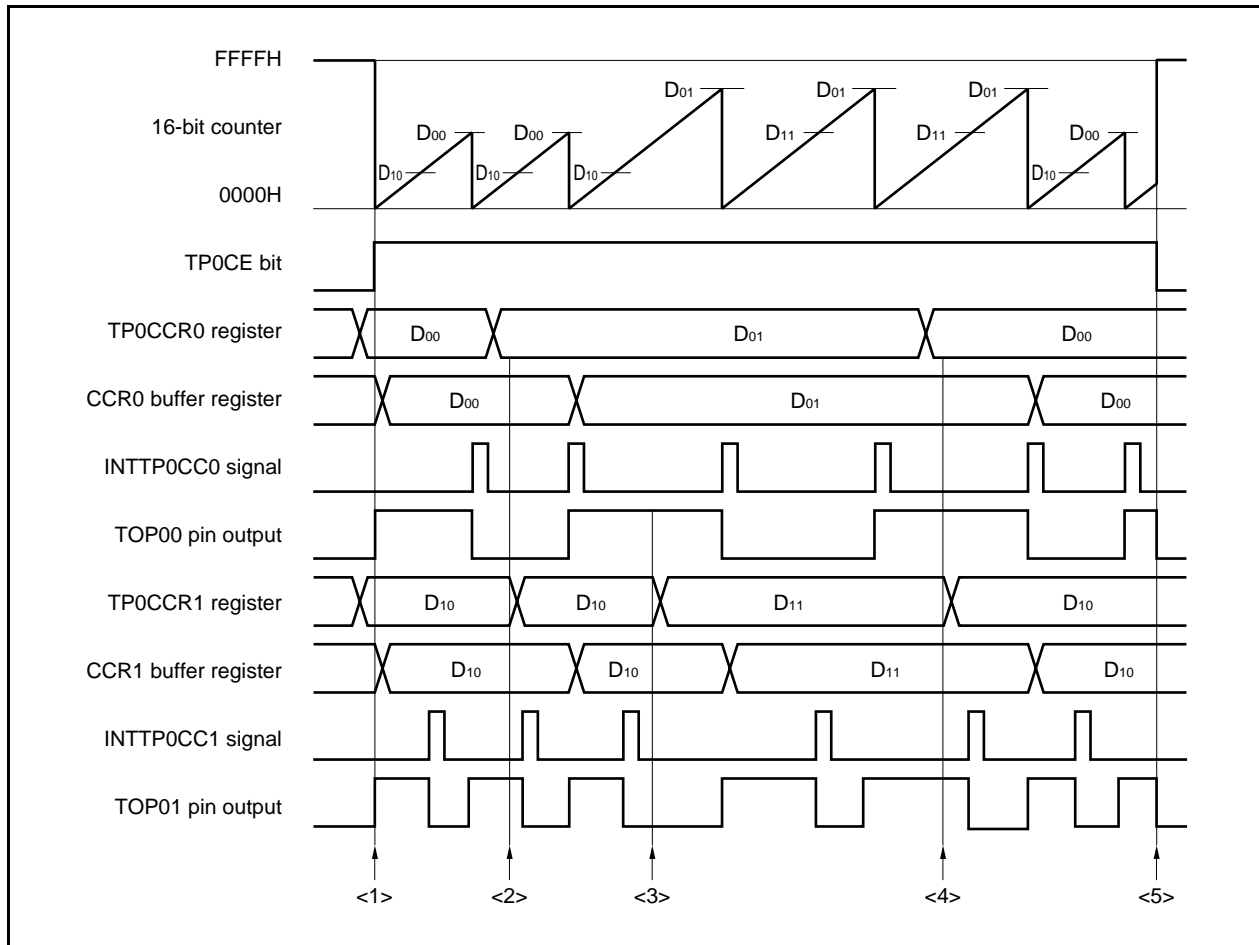 FFFFH
16-bit counter
0000H
D00 D00 D01 D01 D01 D00
D10 D10 D10 D11 D11 D10
TP0CE bit
TP0CCR0 register D00 D01 D00
CCR0 buffer register D00 D01 D00
INTTP0CC0 signal
TOP00 pin output
TP0CCR1 register D10 D10 D11 D10
CCR1 buffer register D10 D10 D11 D10
INTTP0CC1 signal
TOP01 pin output
<1> <2> <3> <4> <5>